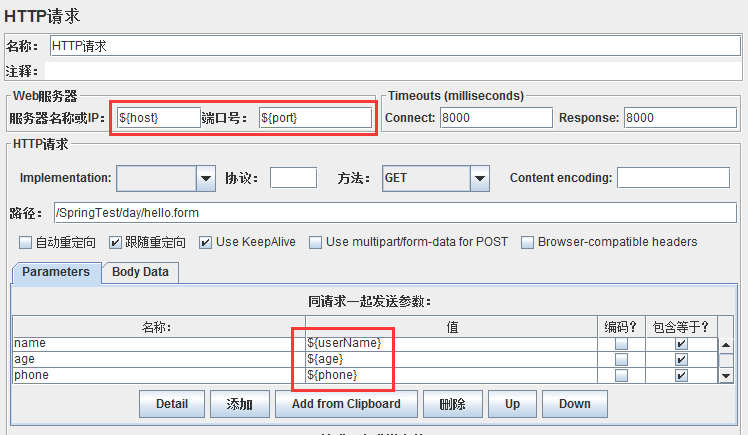 HTTP请求
名称： HTTP请求
注释：
Web服务器 Timeouts (milliseconds)
服务器名称或IP： ${host} 端口号： ${port} Connect: 8000 Response: 8000
HTTP请求
Implementation: 协议： 方法： GET Content encoding:
路径： /SpringTest/day/hello.form
自动重定向 跟随重定向 Use KeepAlive Use multipart/form-data for POST Browser-compatible headers
Parameters Body Data
同请求一起发送参数：
名称： 值 编码？ 包含等于？
name ${userName}
age ${age}
phone ${phone}
Detail 添加 Add from Clipboard 删除 Up Down